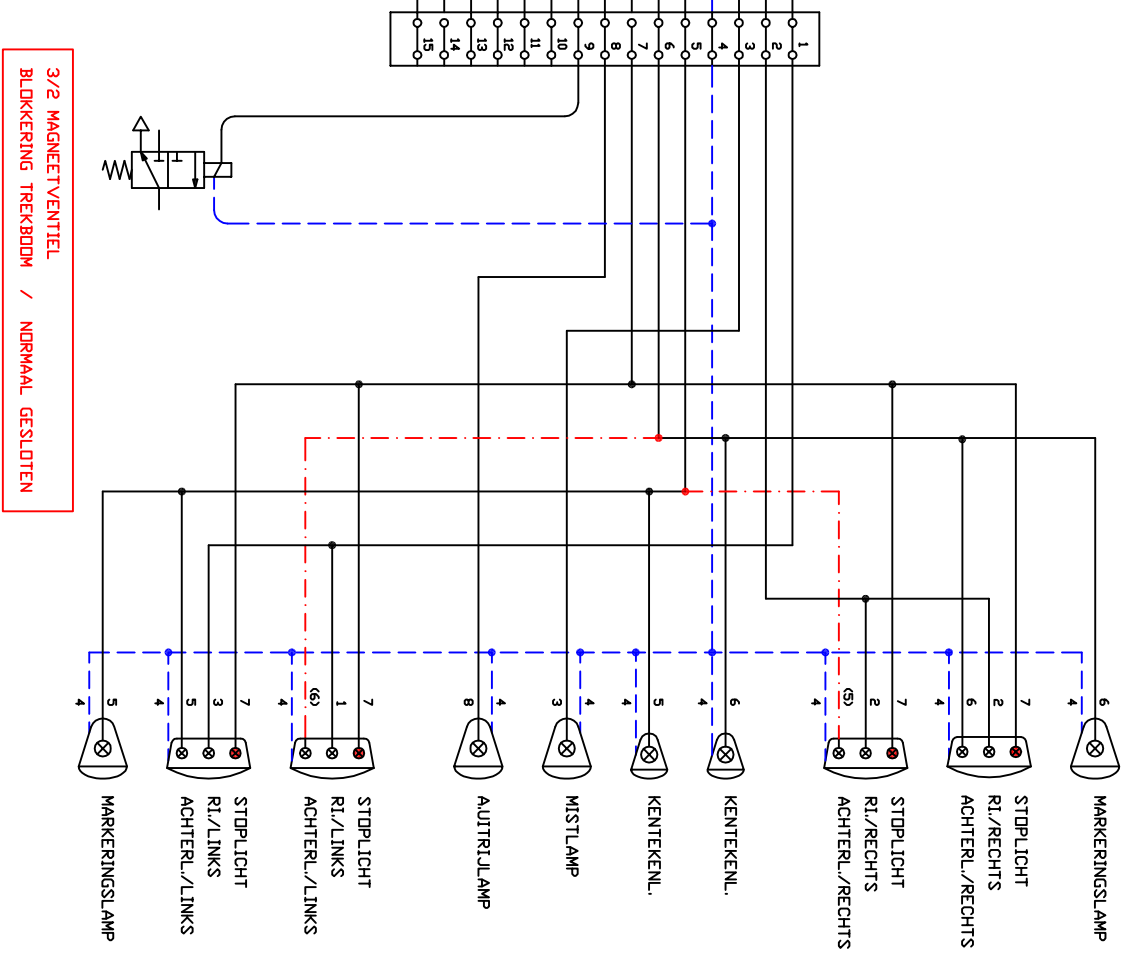 15 14 13 12 11 10 9 8 7 6 5 4 3 2 1
3/2 MAGNEETVENTIEL
BLOKKERING TREKBOOM / NORMAAL GESLOTEN
4 5
4 5 3 7
4 (6) 1 7
8 4
3 4
4 5
4 6
4 (5) 2 7
4 6 2 7
4 6
MARKERINGSLAMP
ACHTERL./LINKS
RI./LINKS
STOPLICHT
ACHTERL./LINKS
RI./LINKS
STOPLICHT
A.UITRIJLAMP
MISTLAMP
KENTEKENL.
KENTEKENL.
ACHTERL./RECHTS
RI./RECHTS
STOPLICHT
ACHTERL./RECHTS
RI./RECHTS
STOPLICHT
MARKERINGSLAMP